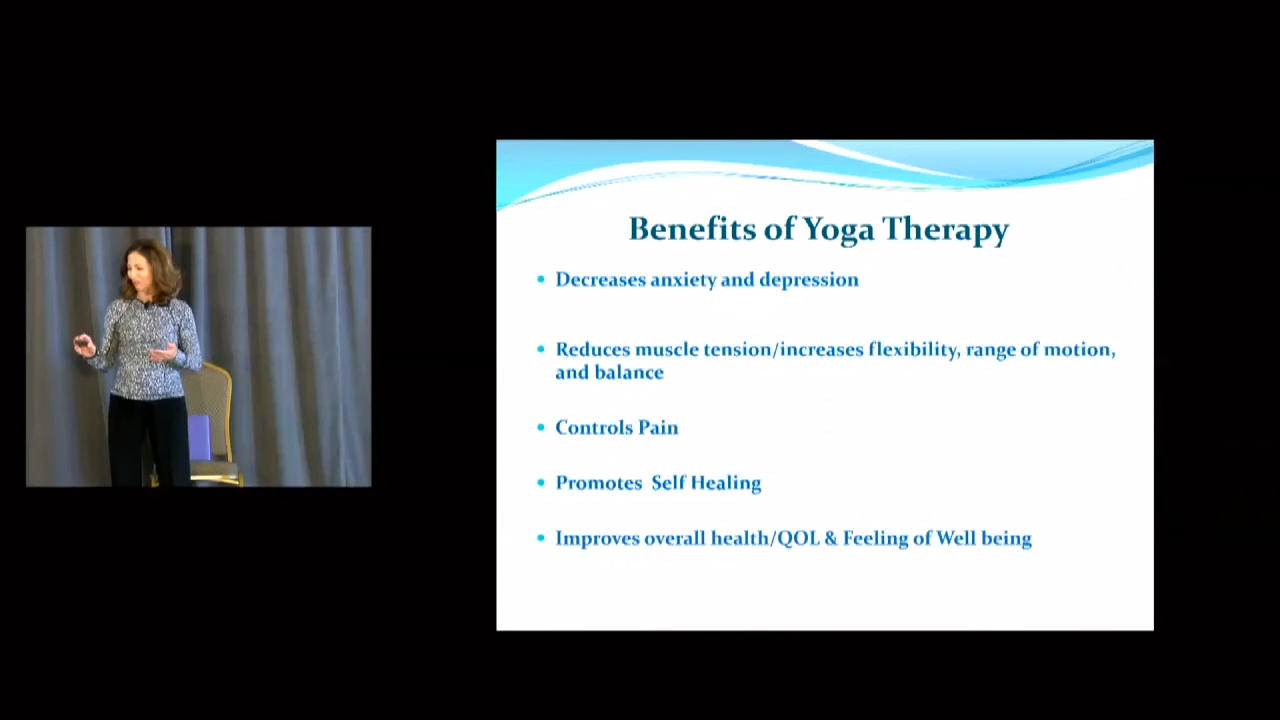 Benefits of Yoga Therapy
• Decreases anxiety and depression
• Reduces muscle tension/increases flexibility, range of motion,
and balance
• Controls Pain
• Promotes  Self Healing
• Improves overall health/QOL & Feeling of Well being